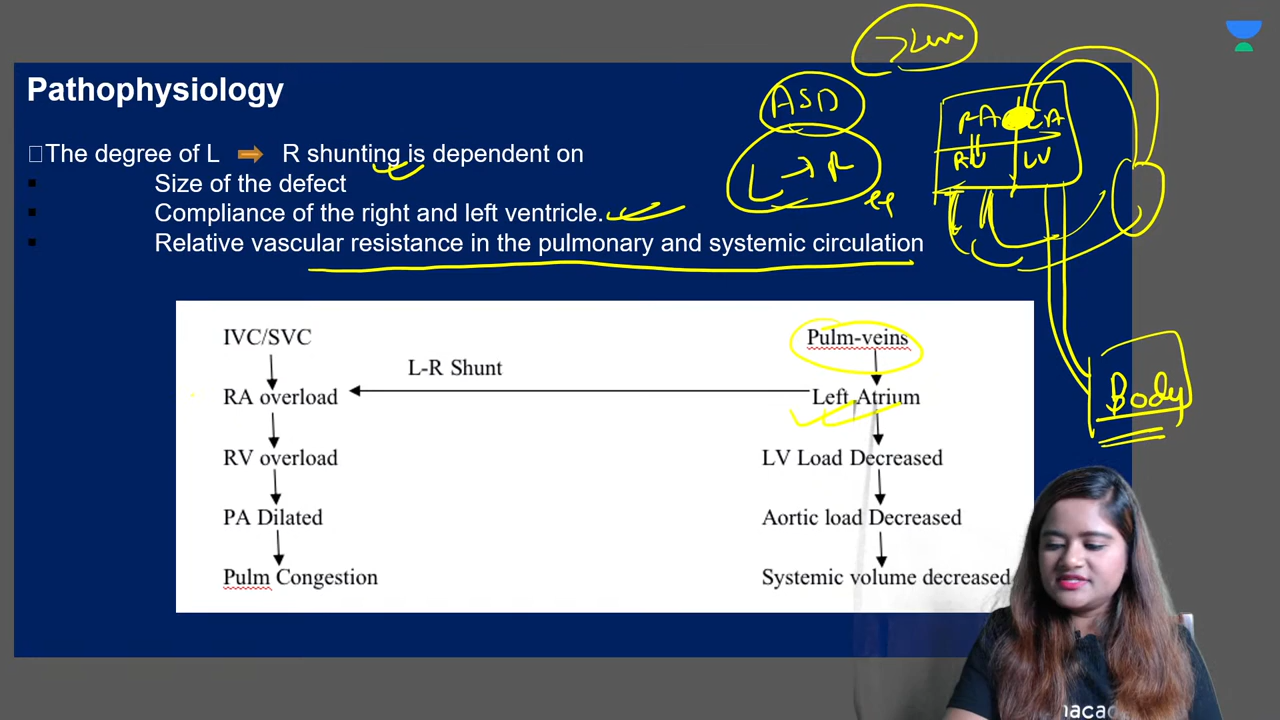 >2cm
Pathophysiology
ASD
RA LA
The degree of L R shunting is dependent on
RV LV
L → R
▪ Size of the defect
▪ Compliance of the right and left ventricle.
▪ Relative vascular resistance in the pulmonary and systemic circulation
IVC/SVC
Pulm-veins
L-R Shunt
RA overload
Left Atrium
Body
RV overload
LV Load Decreased
PA Dilated
Aortic load Decreased
Pulm Congestion
Systemic volume decreased